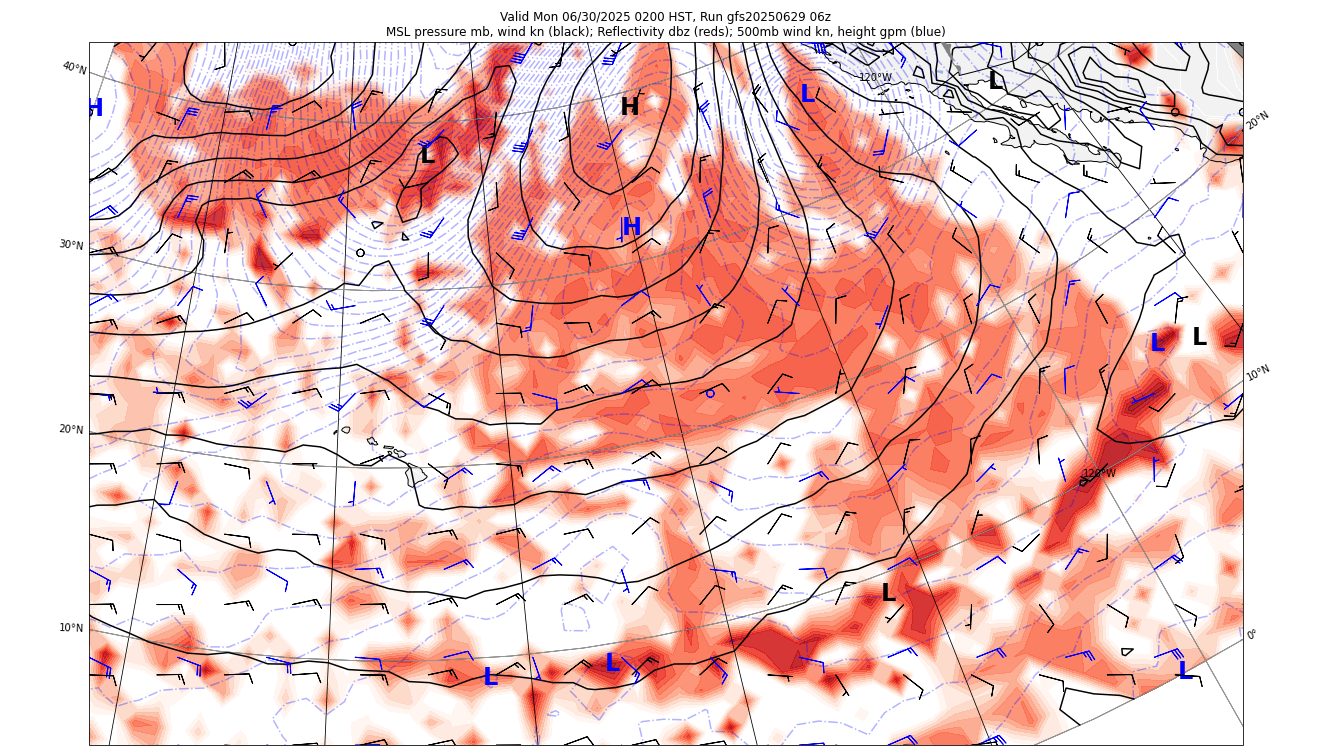 Valid Mon 06/30/2025 0200 HST, Run gfs20250629 06z
MSL pressure mb, wind kn (black); Reflectivity dbz (reds); 500mb wind kn, height gpm (blue)
40°N
120°W
L
L
H
H
20°N
L
30°N
H
L
L
10°N
20°N
120°W
L
10°N
0°
L
L
L